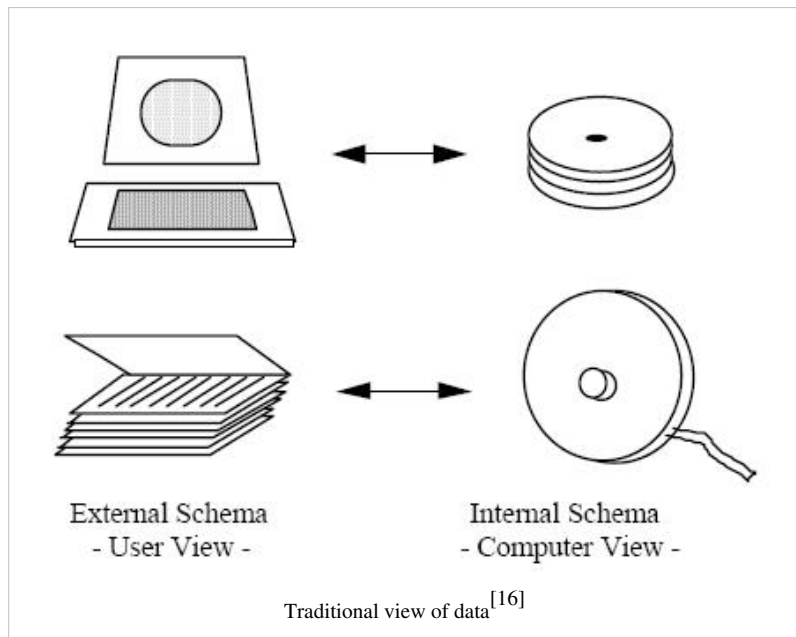 External Schema
- User View -
Internal Schema
- Computer View -
Traditional view of data[16]